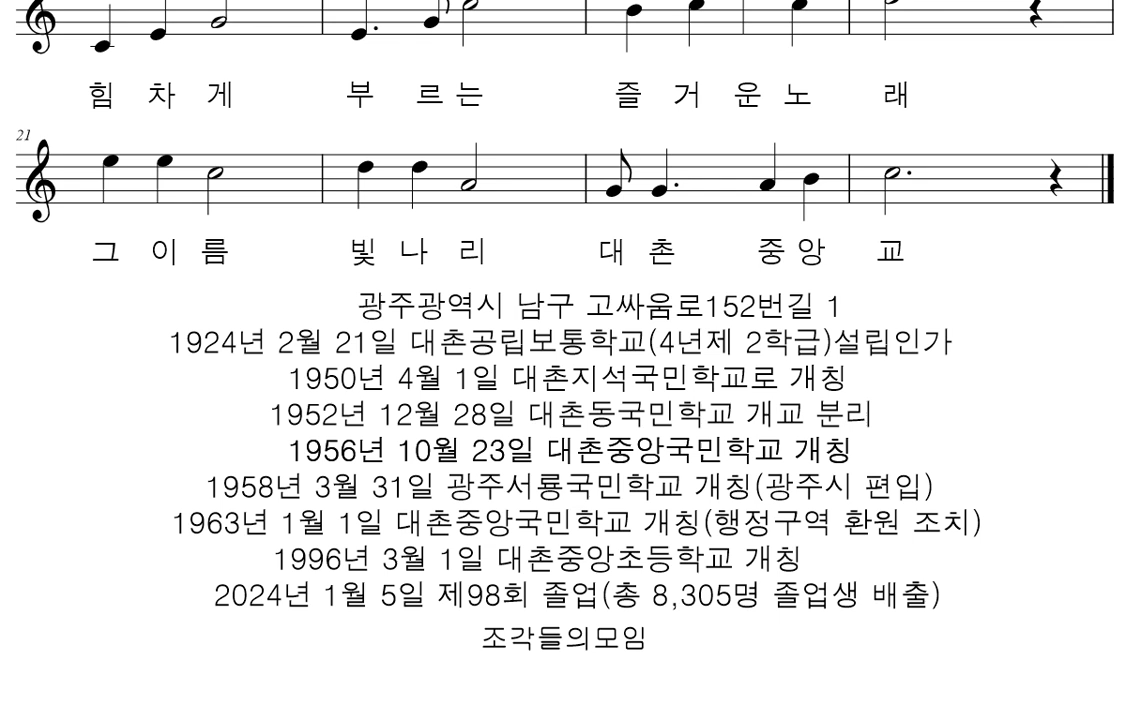 힘 차 게 부 르 는 즐 거 운 노 래
21
그 이 름 빛 나 리 대 촌 중 앙 교
광주광역시 남구 고싸움로152번길 1
1924년 2월 21일 대촌공립보통학교(4년제 2학급)설립인가
1950년 4월 1일 대촌지석국민학교로 개칭
1952년 12월 28일 대촌동국민학교 개교 분리
1956년 10월 23일 대촌중앙국민학교 개칭
1958년 3월 31일 광주서룡국민학교 개칭(광주시 편입)
1963년 1월 1일 대촌중앙국민학교 개칭(행정구역 환원 조치)
1996년 3월 1일 대촌중앙초등학교 개칭
2024년 1월 5일 제98회 졸업(총 8,305명 졸업생 배출)
조각들의모임